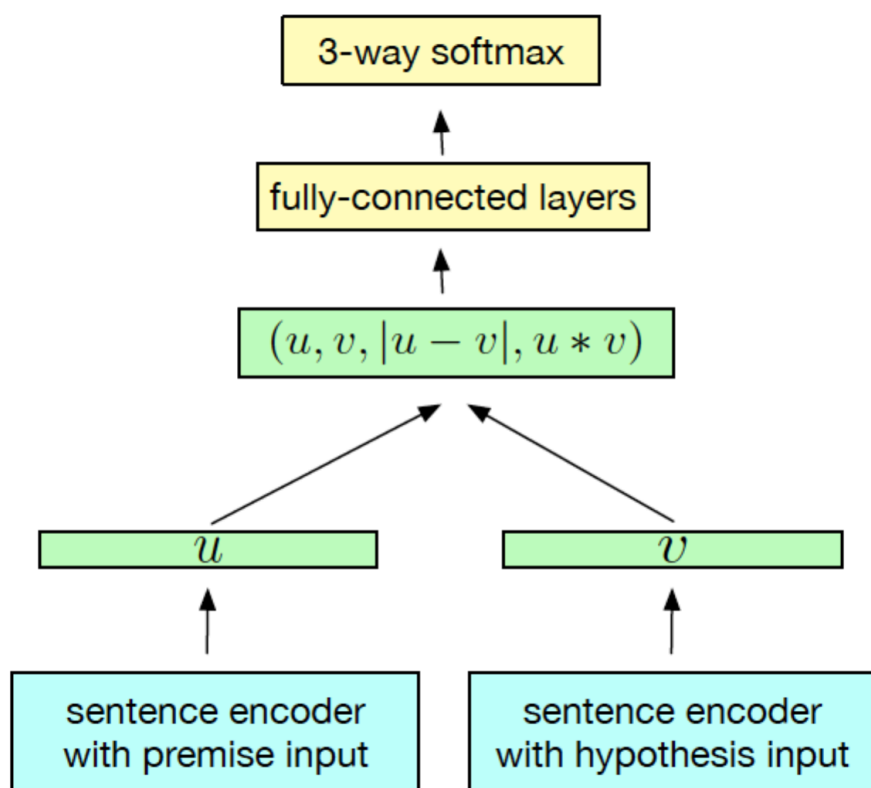 3-way softmax
fully-connected layers
(u, v, |u − v|, u ∗ v)
u
v
sentence encoder
with premise input
sentence encoder
with hypothesis input